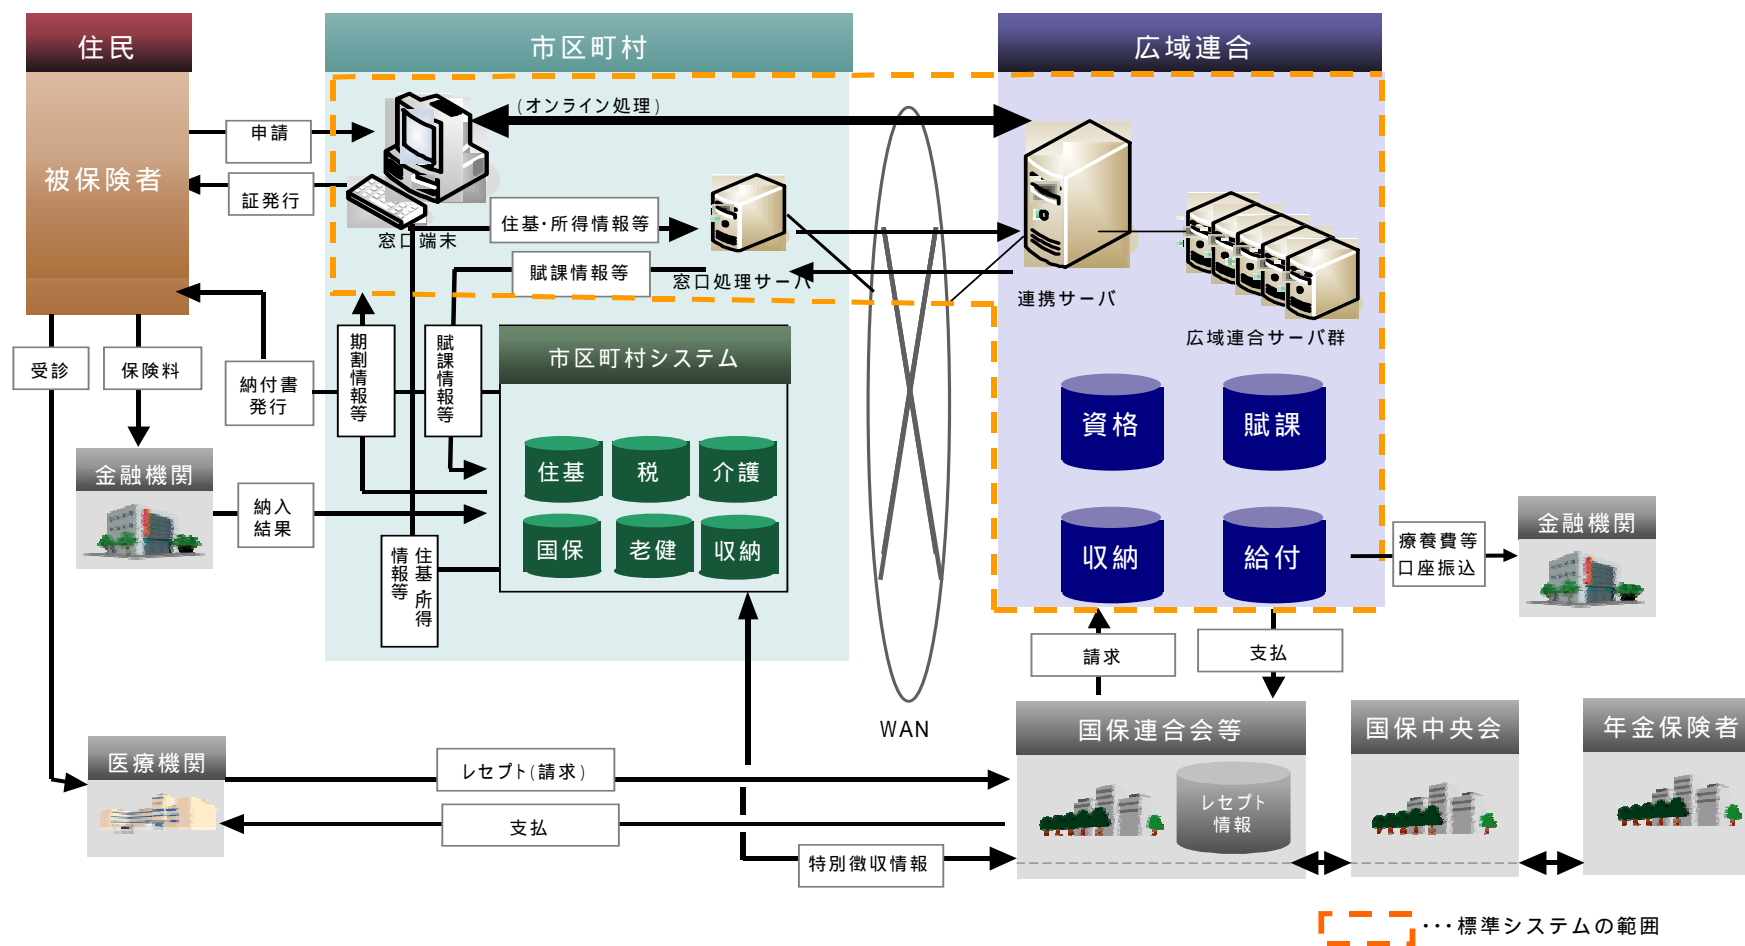 住民
市区町村
広域連合
(オンライン処理)
申請
被保険者
証発行
住基・所得情報等
窓口端末
賦課情報等
窓口処理サーバ
連携サーバ
広域連合サーバ群
受診
保険料
納付書
発行
期割情報等
賦課情報等
市区町村システム
資格
賦課
金融機関
住基
税
介護
納入
結果
国保
老健
収納
住基・所得
情報等
収納
給付
療養費等
口座振込
金融機関
請求
支払
WAN
国保連合会等
国保中央会
年金保険者
医療機関
レセプト(請求)
レセプト
情報
支払
特別徴収情報
・・・標準システムの範囲